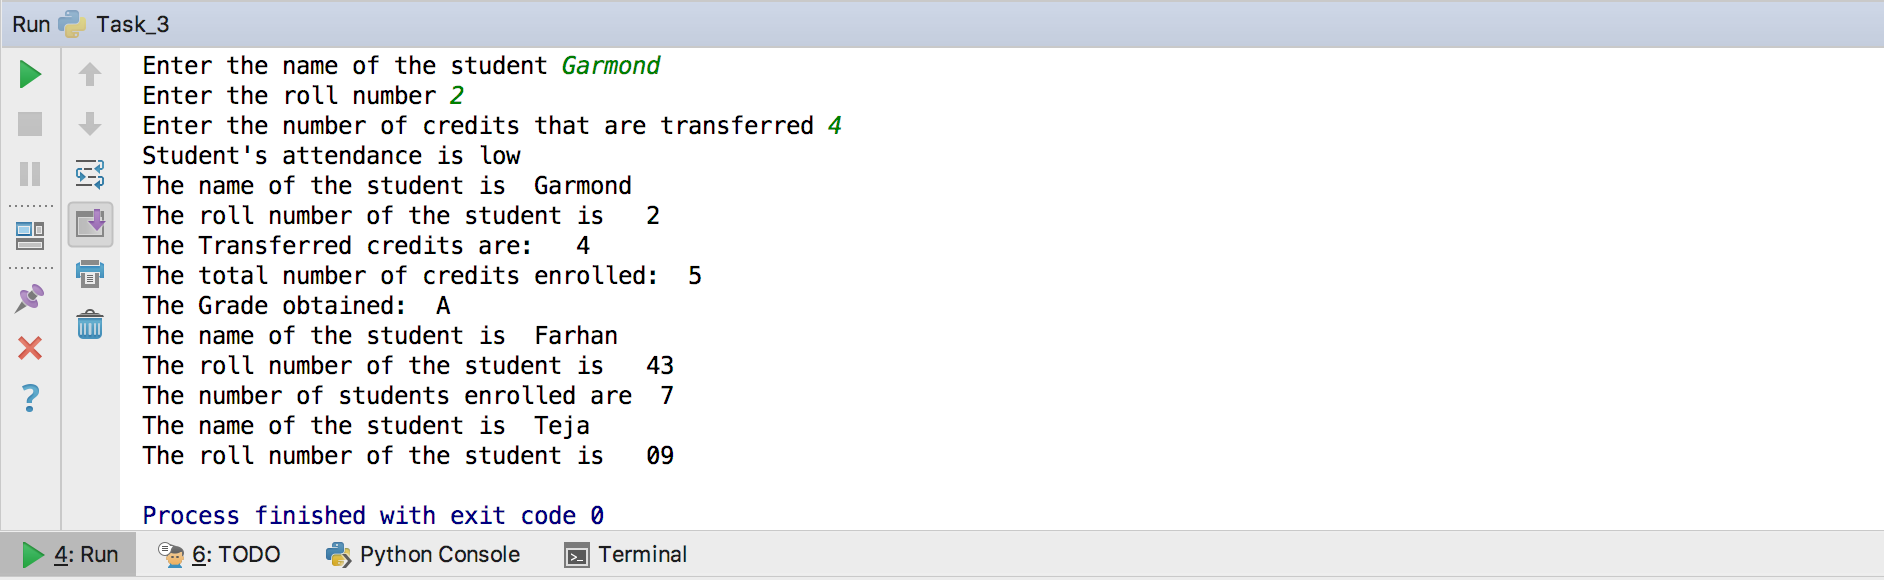 Run Task_3
Enter the name of the student Garmond
Enter the roll number 2
Enter the number of credits that are transferred 4
Student's attendance is low
The name of the student is  Garmond
The roll number of the student is   2
The Transferred credits are:   4
The total number of credits enrolled:  5
The Grade obtained:  A
The name of the student is  Farhan
The roll number of the student is   43
The number of students enrolled are  7
The name of the student is  Teja
The roll number of the student is   09
Process finished with exit code 0
4: Run 6: TODO Python Console Terminal